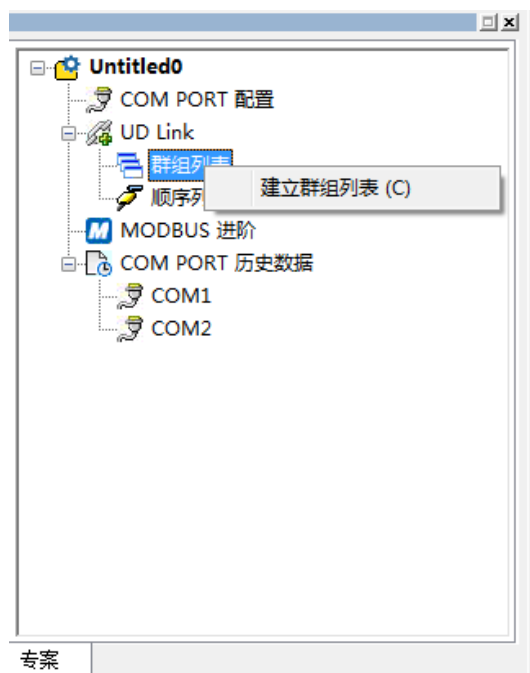 Untitled0
COM PORT 配置
UD Link
群组列表
建立群组列表 (C)
顺序列
MODBUS 进阶
COM PORT 历史数据
COM1
COM2
专案